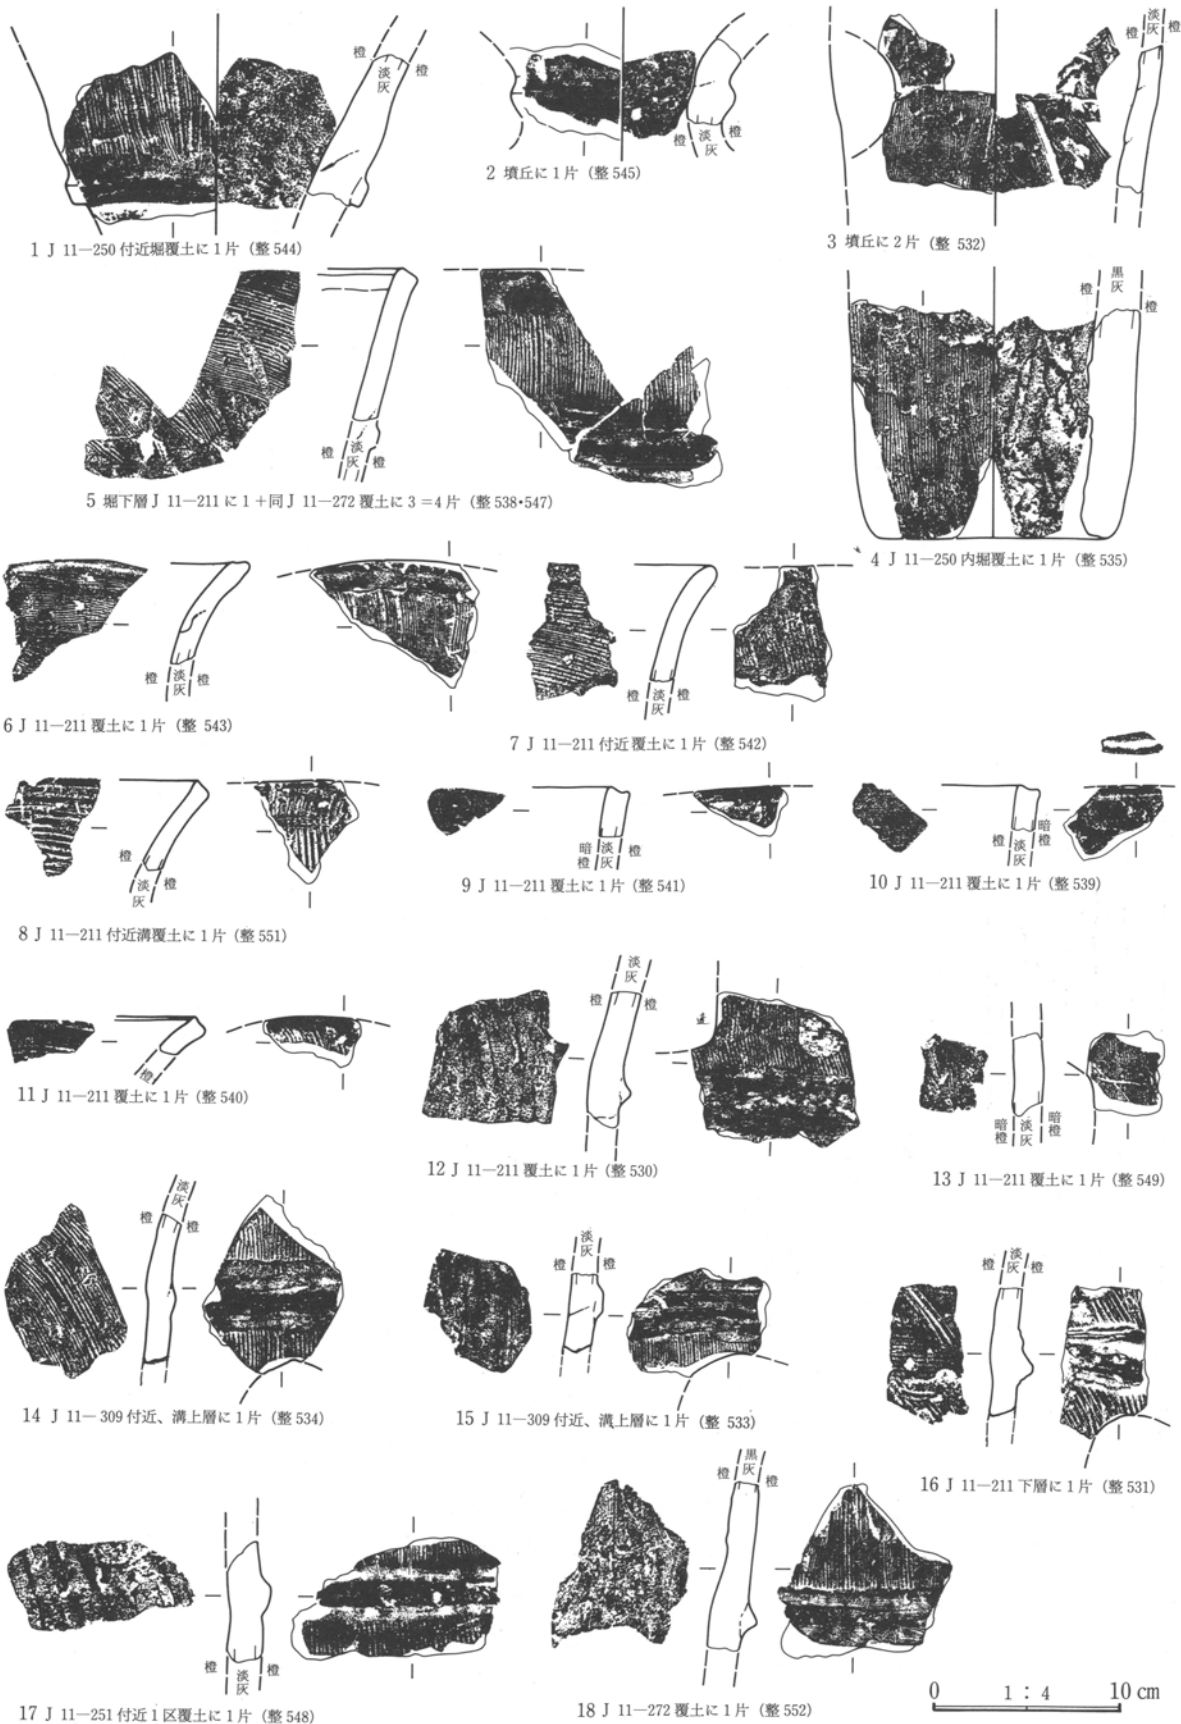 橙 淡灰 橙
1 J 11—250 付近堀覆土に1片 (整 544)
橙 淡灰 橙
2 墳丘に1片 (整 545)
橙 淡灰 橙
3 墳丘に2片 (整 532)
橙 黒灰 橙
4 J 11—250 内堀覆土に1片 (整 535)
橙 淡灰 橙
5 堀下層 J 11—211 に1+同 J 11—272 覆土に3=4片 (整 538・547)
橙 淡灰 橙
6 J 11—211 覆土に1片 (整 543)
橙 淡灰 橙
7 J 11—211 付近覆土に1片 (整 542)
橙 淡灰 橙
8 J 11—211 付近溝覆土に1片 (整 551)
暗橙 淡灰 橙
9 J 11—211 覆土に1片 (整 541)
橙 淡灰 暗橙
10 J 11—211 覆土に1片 (整 539)
橙
11 J 11—211 覆土に1片 (整 540)
橙 淡灰 橙
12 J 11—211 覆土に1片 (整 530)
暗橙 淡灰 暗橙
13 J 11—211 覆土に1片 (整 549)
橙 淡灰 橙
14 J 11—309 付近、溝上層に1片 (整 534)
橙 淡灰 橙
15 J 11—309 付近、溝上層に1片 (整 533)
橙 淡灰 橙
16 J 11—211 下層に1片 (整 531)
橙 淡灰 橙
17 J 11—251 付近1区覆土に1片 (整 548)
橙 黒灰 橙
18 J 11—272 覆土に1片 (整 552)
0 1:4 10cm